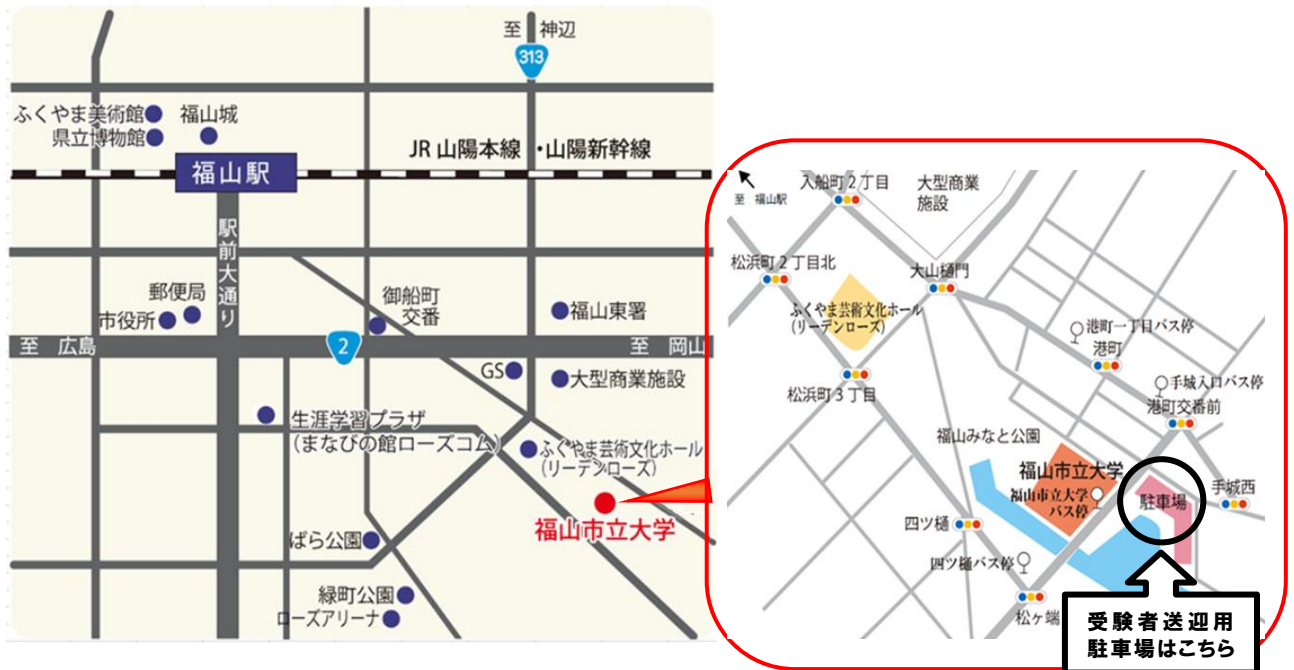 至 神辺
313
ふくやま美術館
福山城
県立博物館
JR 山陽本線 ・山陽新幹線
福山駅
駅前大通り
郵便局
市役所
御船町
交番
福山東署
至 広島
2
至 岡山
GS
大型商業施設
生涯学習プラザ
(まなびの館ローズコム)
ふくやま芸術文化ホール
(リーデンローズ)
福山市立大学
ばら公園
緑町公園
ローズアリーナ
至 福山駅
入船町 2 丁目
大型商業
施設
松浜町 2 丁目北
大山樋門
ふくやま芸術文化ホール
(リーデンローズ)
港町一丁目バス停
港町
松浜町 3 丁目
手城入口バス停
港町交番前
福山みなと公園
福山市立大学
福山市立大学
バス停
駐車場
手城西
四ツ樋
四ツ樋バス停
松ヶ端
受験者送迎用
駐車場はこちら